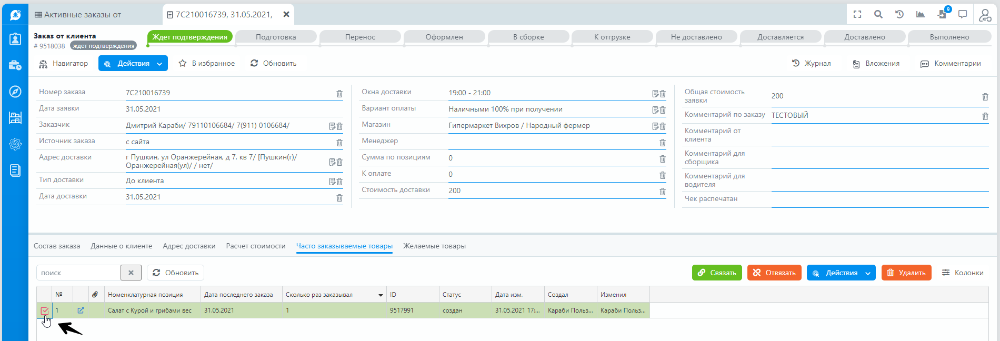 Активные заказы от
7С210016739, 31.05.2021,
9
Заказ от клиента
# 9518038 ждет подтверждения
Ждет подтверждения
Подготовка
Перенос
Оформлен
В сборке
К отгрузке
Не доставлено
Доставляется
Доставлено
Выполнено
Навигатор
Действия
В избранное
Обновить
Журнал
Вложения
Комментарии
Номер заказа 7С210016739
Дата заявки 31.05.2021
Заказчик Дмитрий Караби/ 79110106684/ 7(911) 0106684/
Источник заказа с сайта
Адрес доставки г Пушкин, ул Оранжерейная, д 7, кв 7/ [Пушкин(г)/
Оранжерейная(ул)/ / нет/
Тип доставки До клиента
Дата доставки 31.05.2021
Окна доставки 19:00 - 21:00
Вариант оплаты Наличными 100% при получении
Магазин Гипермаркет Вихров / Народный фермер
Менеджер
Сумма по позициям 0
К оплате 0
Стоимость доставки 200
Общая стоимость
заявки 200
Комментарий по заказу ТЕСТОВЫЙ
Комментарий от
клиента
Комментарий для
сборщика
Комментарий для
водителя
Чек распечатан
Состав заказа
Данные о клиенте
Адрес доставки
Расчет стоимости
Часто заказываемые товары
Желаемые товары
поиск
Обновить
Связать
Отвязать
Действия
Удалить
Колонки
№ Номенклатурная позиция Дата последнего заказа Сколько раз заказывал ID Статус Дата изм. Создал Изменил
1 Салат с Курой и грибами вес 31.05.2021 1 9517991 создан 31.05.2021 17:... Караби Польз... Караби Польз...